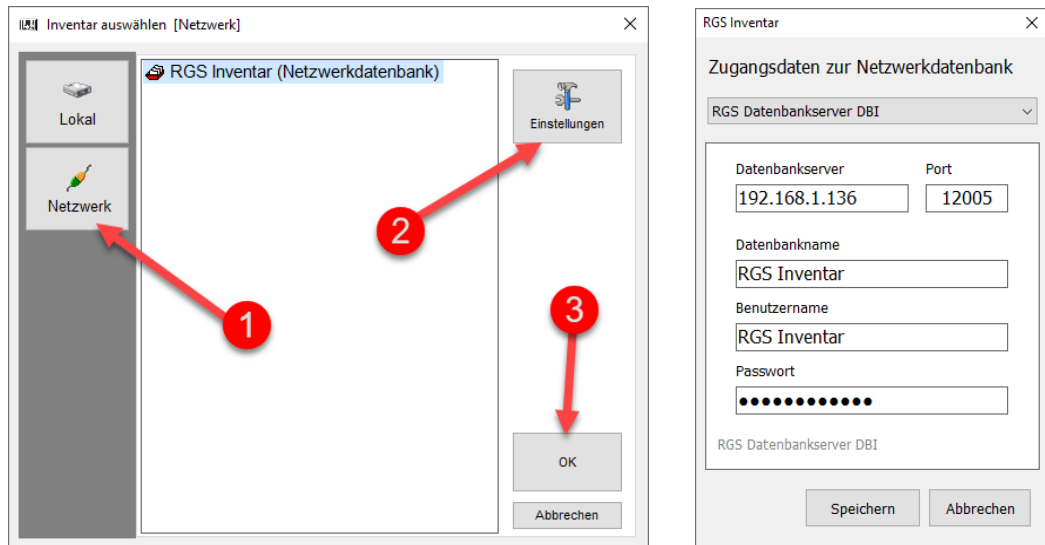 Inventar auswählen [Netzwerk]
Lokal
Netzwerk
RGS Inventar (Netzwerkdatenbank)
Einstellungen
1
2
3
OK
Abbrechen
RGS Inventar
Zugangsdaten zur Netzwerkdatenbank
RGS Datenbankserver DBI
Datenbankserver Port
192.168.1.136 12005
Datenbankname
RGS Inventar
Benutzername
RGS Inventar
Passwort
●●●●●●●●●●●●
RGS Datenbankserver DBI
Speichern Abbrechen